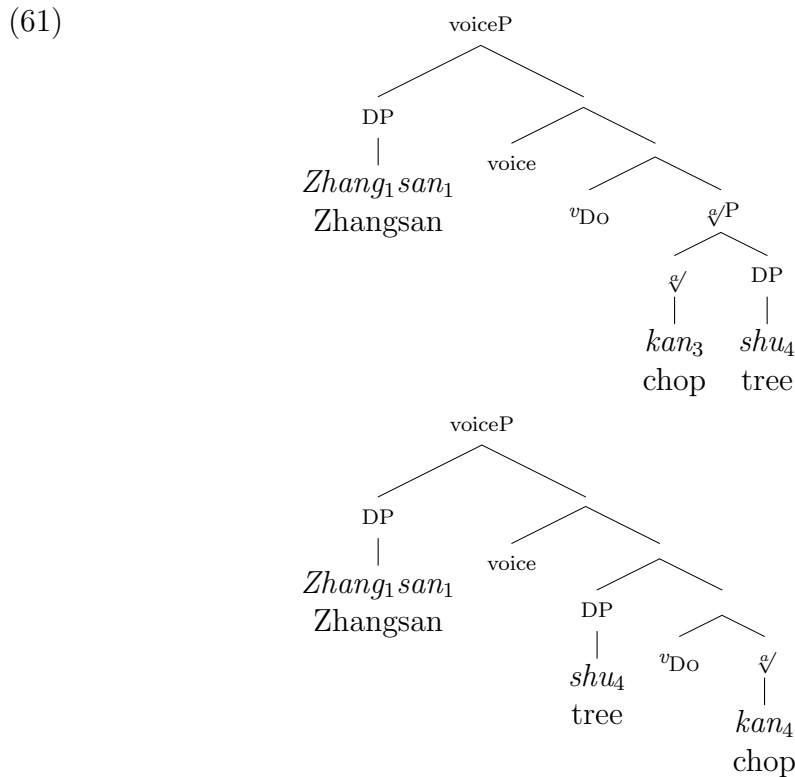 (61)
voiceP
DP
Zhang₁san₁
Zhangsan
voice
vDo
a√P
a√
DP
kan₃
shu₄
chop
tree
voiceP
DP
Zhang₁san₁
Zhangsan
voice
DP
shu₄
tree
vDo
a√
kan₄
chop